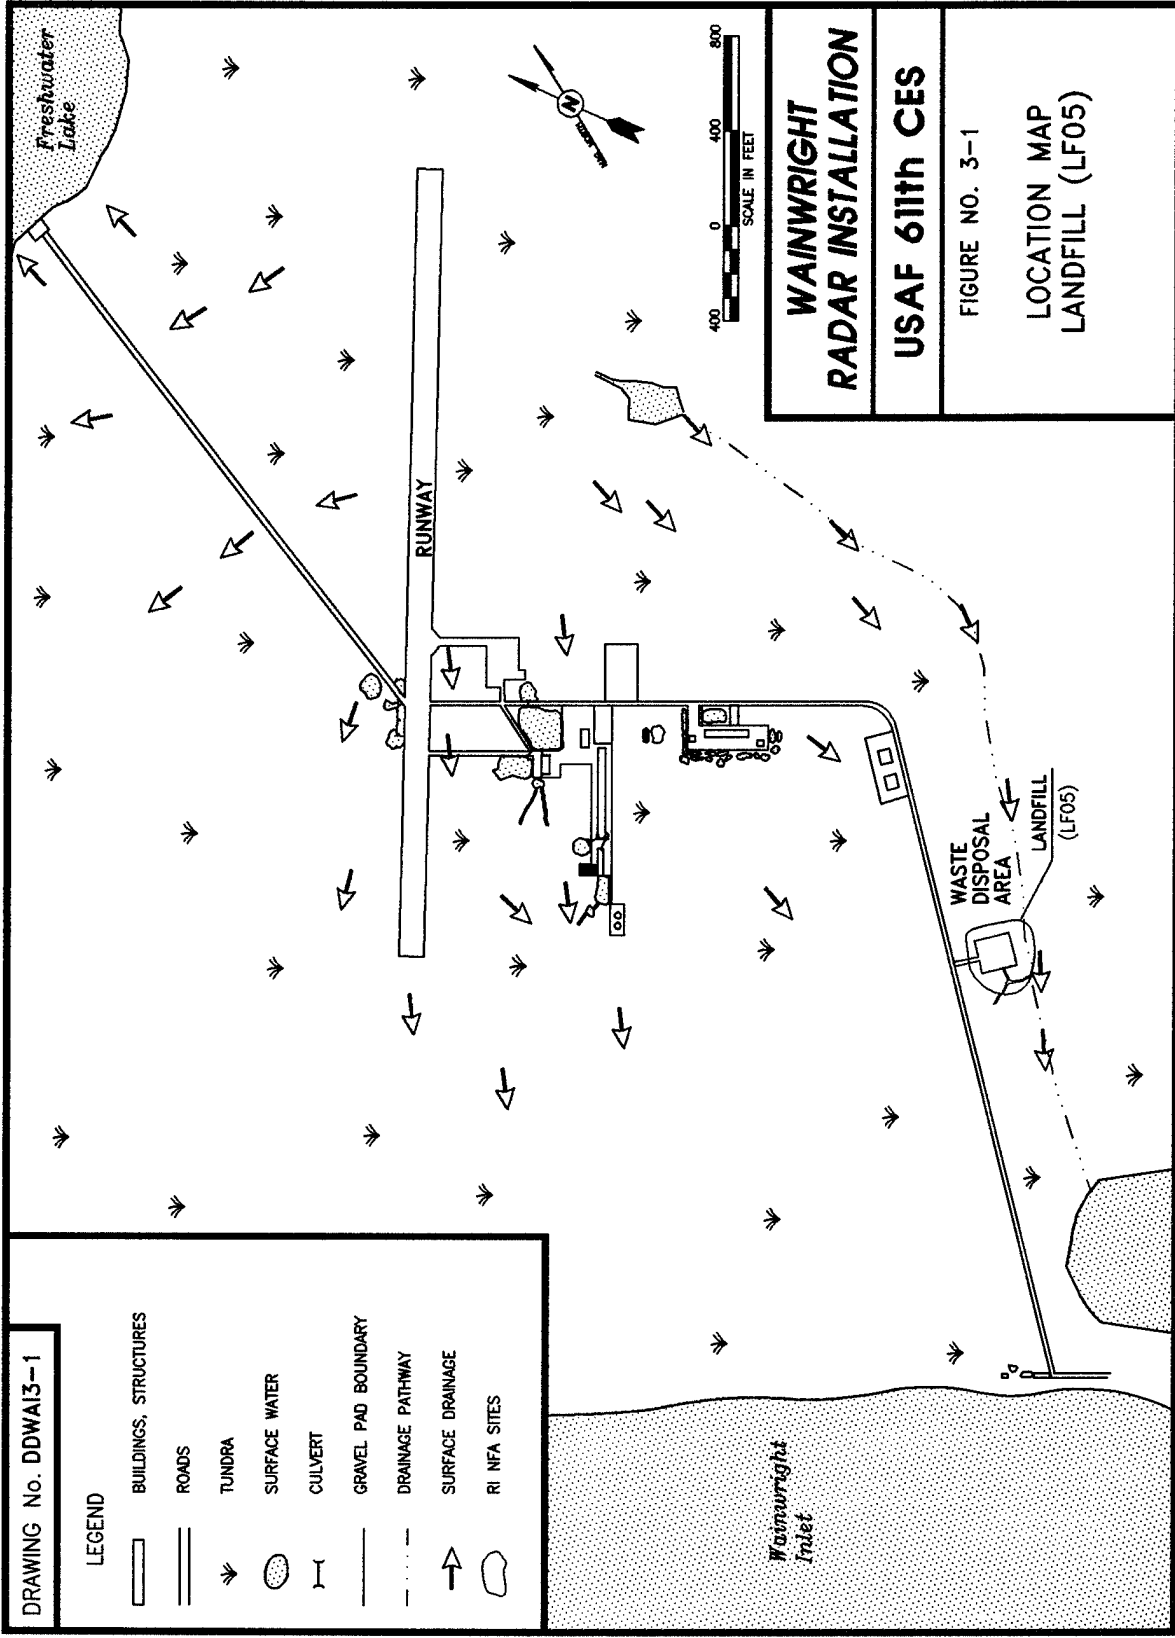 DRAWING No. DDWAI3-1
LEGEND
BUILDINGS, STRUCTURES
ROADS
TUNDRA
SURFACE WATER
CULVERT
GRAVEL PAD BOUNDARY
DRAINAGE PATHWAY
SURFACE DRAINAGE
RI NFA SITES
Freshwater
Lake
RUNWAY
Wainwright
Inlet
WASTE
DISPOSAL
AREA
LANDFILL
(LF05)
N
400 0 400 800
SCALE IN FEET
WAINWRIGHT
RADAR INSTALLATION
USAF 611th CES
FIGURE NO. 3-1
LOCATION MAP
LANDFILL (LF05)